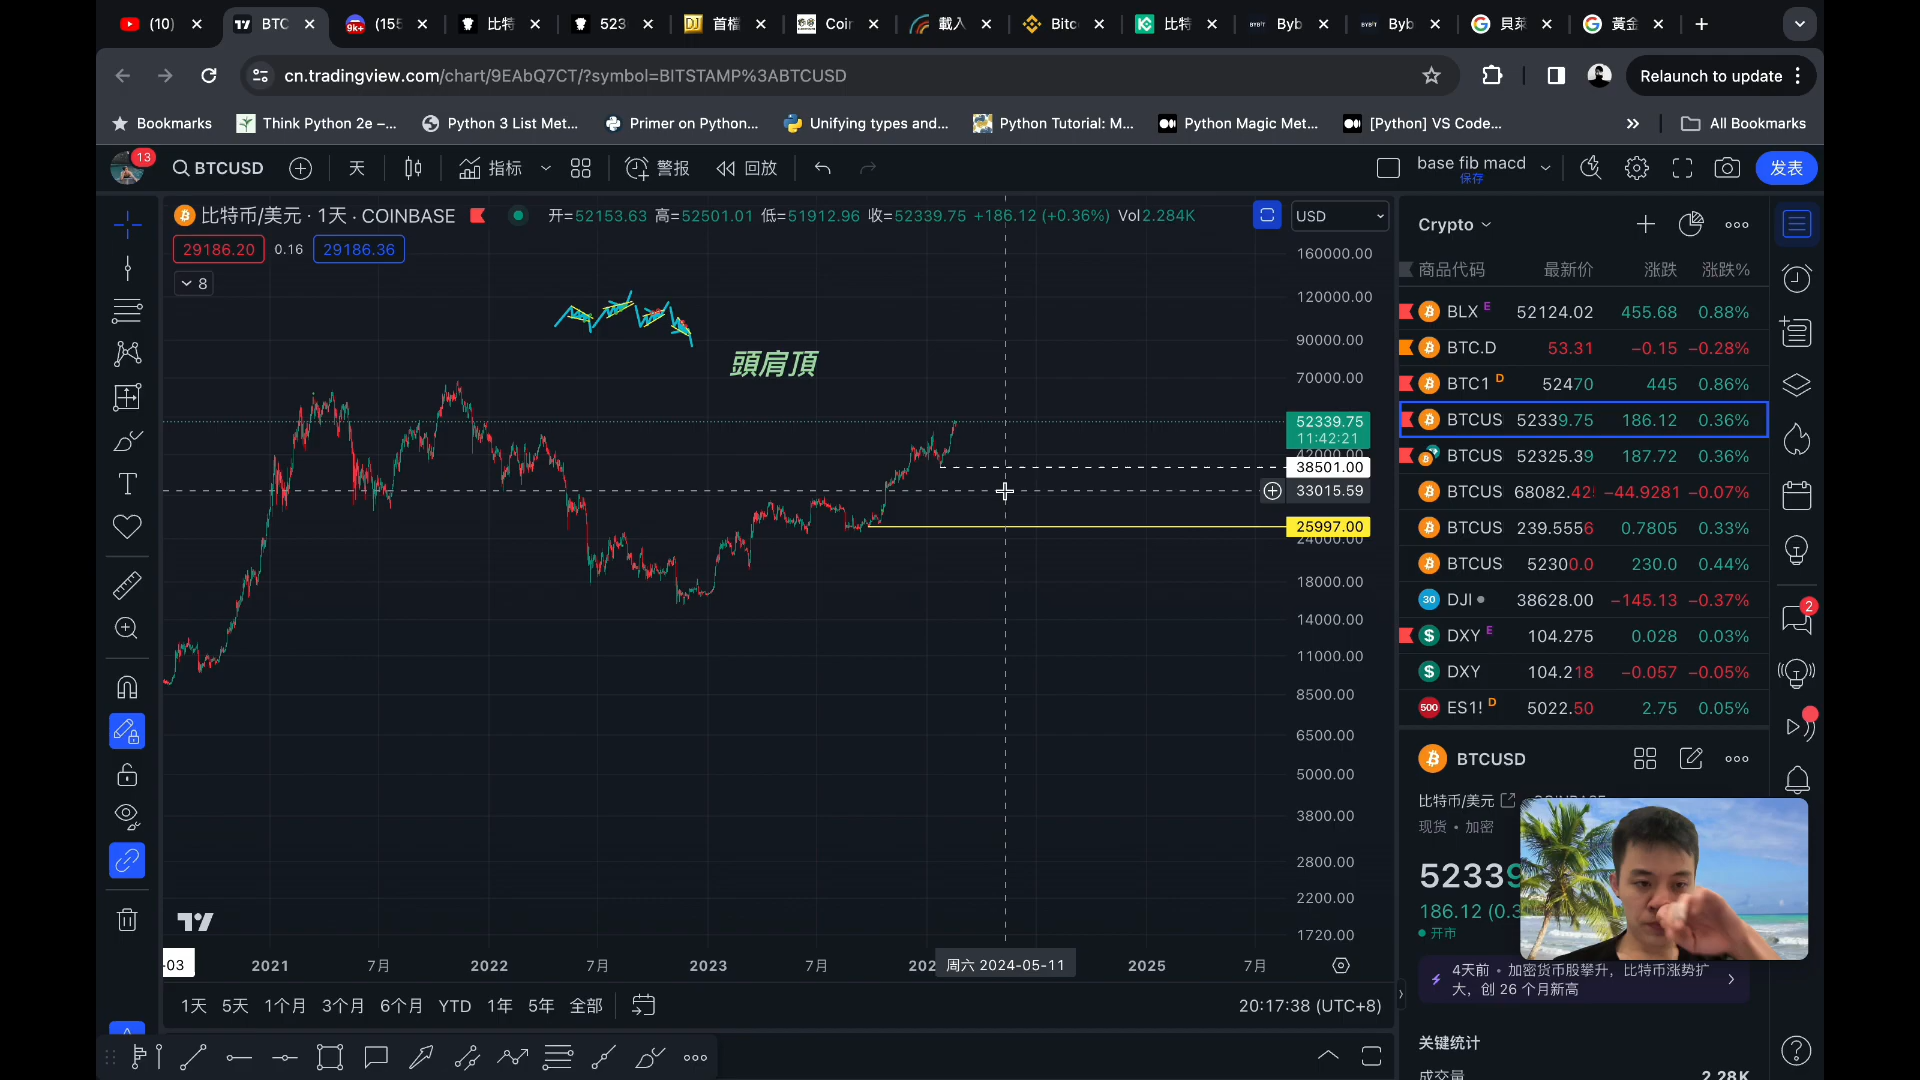 (10) BTC (155 比特 523 首檔 Coin 載入 Bitc 比特 Byb Byb 貝萊 黃金
cn.tradingview.com/chart/9EAbQ7CT/?symbol=BITSTAMP%3ABTCUSD Relaunch to update
Bookmarks Think Python 2e –... Python 3 List Met... Primer on Python... Unifying types and... Python Tutorial: M... Python Magic Met... [Python] VS Code... All Bookmarks
13 BTCUSD 天 指标 警报 回放 base fib macd 保存 发表
比特币/美元 · 1天 · COINBASE 开=52153.63 高=52501.01 低=51912.96 收=52339.75 +186.12 (+0.36%) Vol2.284K USD
29186.20 0.16 29186.36
8
頭肩頂
160000.00
120000.00
90000.00
70000.00
52339.75
11:42:21
42000.00
38501.00
33015.59
25997.00
24000.00
18000.00
14000.00
11000.00
8500.00
6500.00
5000.00
3800.00
2800.00
2200.00
1720.00
-03 2021 7月 2022 7月 2023 7月 202 周六 2024-05-11 2025 7月
1天 5天 1个月 3个月 6个月 YTD 1年 5年 全部 20:17:38 (UTC+8)
Crypto
商品代码 最新价 涨跌 涨跌%
BLX E 52124.02 455.68 0.88%
BTC.D 53.31 −0.15 −0.28%
BTC1 D 52470 445 0.86%
BTCUS 52339.75 186.12 0.36%
BTCUS 52325.39 187.72 0.36%
BTCUS 68082.42 −44.9281 −0.07%
BTCUS 239.5556 0.7805 0.33%
BTCUS 52300.0 230.0 0.44%
30 DJI 38628.00 −145.13 −0.37%
$ DXY E 104.275 0.028 0.03%
$ DXY 104.218 −0.057 −0.05%
500 ES1! D 5022.50 2.75 0.05%
BTCUSD
比特币/美元 COINBASE
现货 • 加密
52339
186.12 (0.3
开市
4天前 • 加密货币股攀升，比特币涨势扩
大，创 26 个月新高
关键统计
成交量 2.28K
2